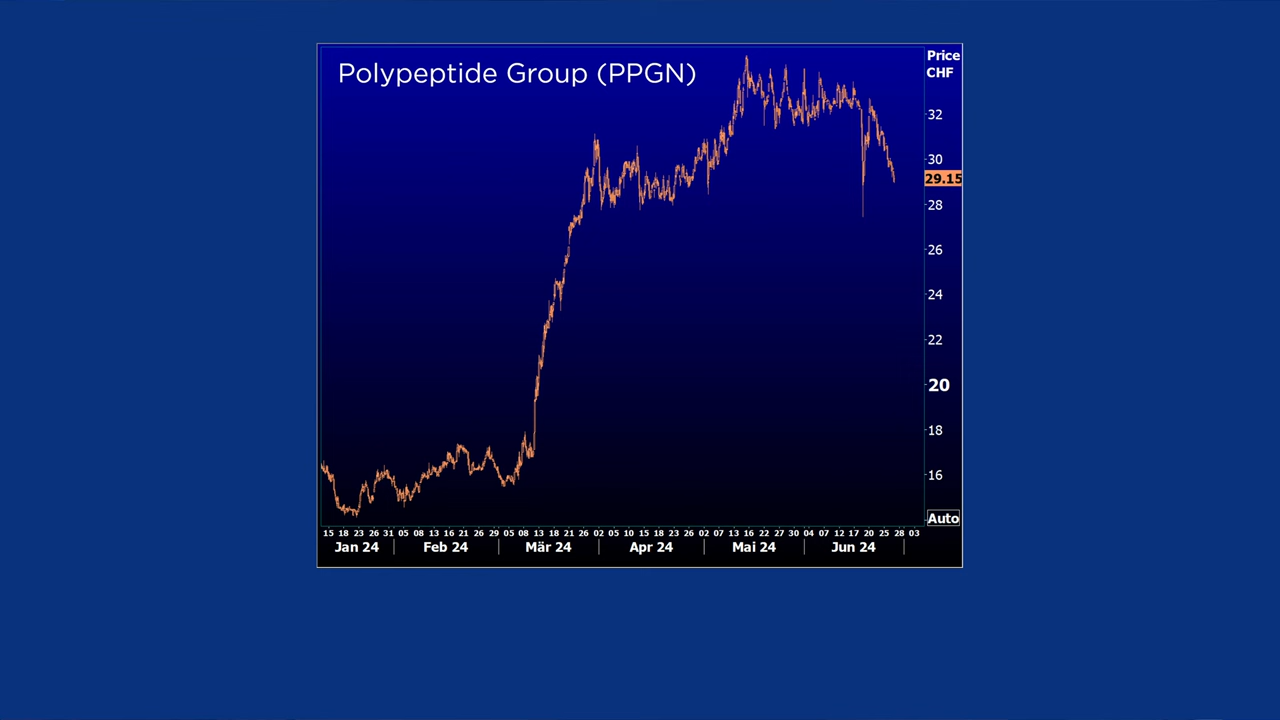 Polypeptide Group (PPGN)
Price
CHF
32
30
29.15
28
26
24
22
20
18
16
Auto
15 18 23 26 31 05 08 13 16 21 26 29 05 08 13 18 21 26 02 05 10 15 18 23 26 02 07 13 16 22 27 30 04 07 12 17 20 25 28 03
Jan 24 Feb 24 Mär 24 Apr 24 Mai 24 Jun 24